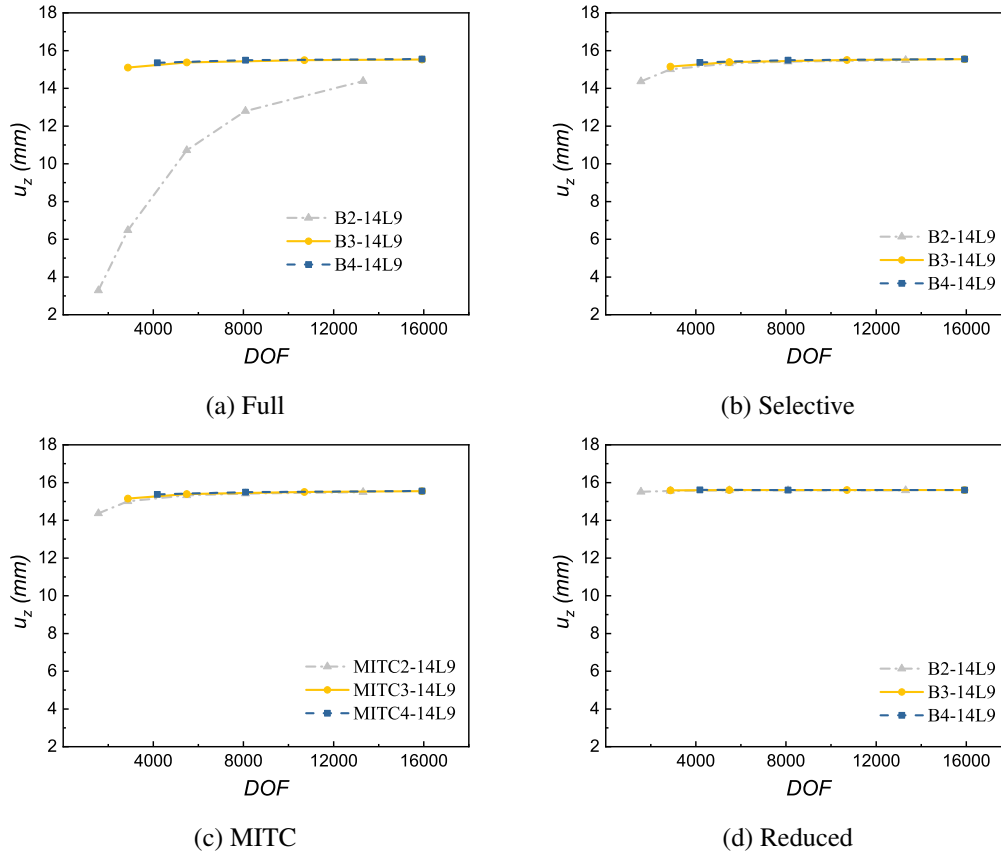 18
16
14
12
10
8
6
4
2
u_z (mm)
B2-14L9
B3-14L9
B4-14L9
4000 8000 12000 16000
DOF
(a) Full
18
16
14
12
10
8
6
4
2
u_z (mm)
B2-14L9
B3-14L9
B4-14L9
4000 8000 12000 16000
DOF
(b) Selective
18
16
14
12
10
8
6
4
2
u_z (mm)
MITC2-14L9
MITC3-14L9
MITC4-14L9
4000 8000 12000 16000
DOF
(c) MITC
18
16
14
12
10
8
6
4
2
u_z (mm)
B2-14L9
B3-14L9
B4-14L9
4000 8000 12000 16000
DOF
(d) Reduced